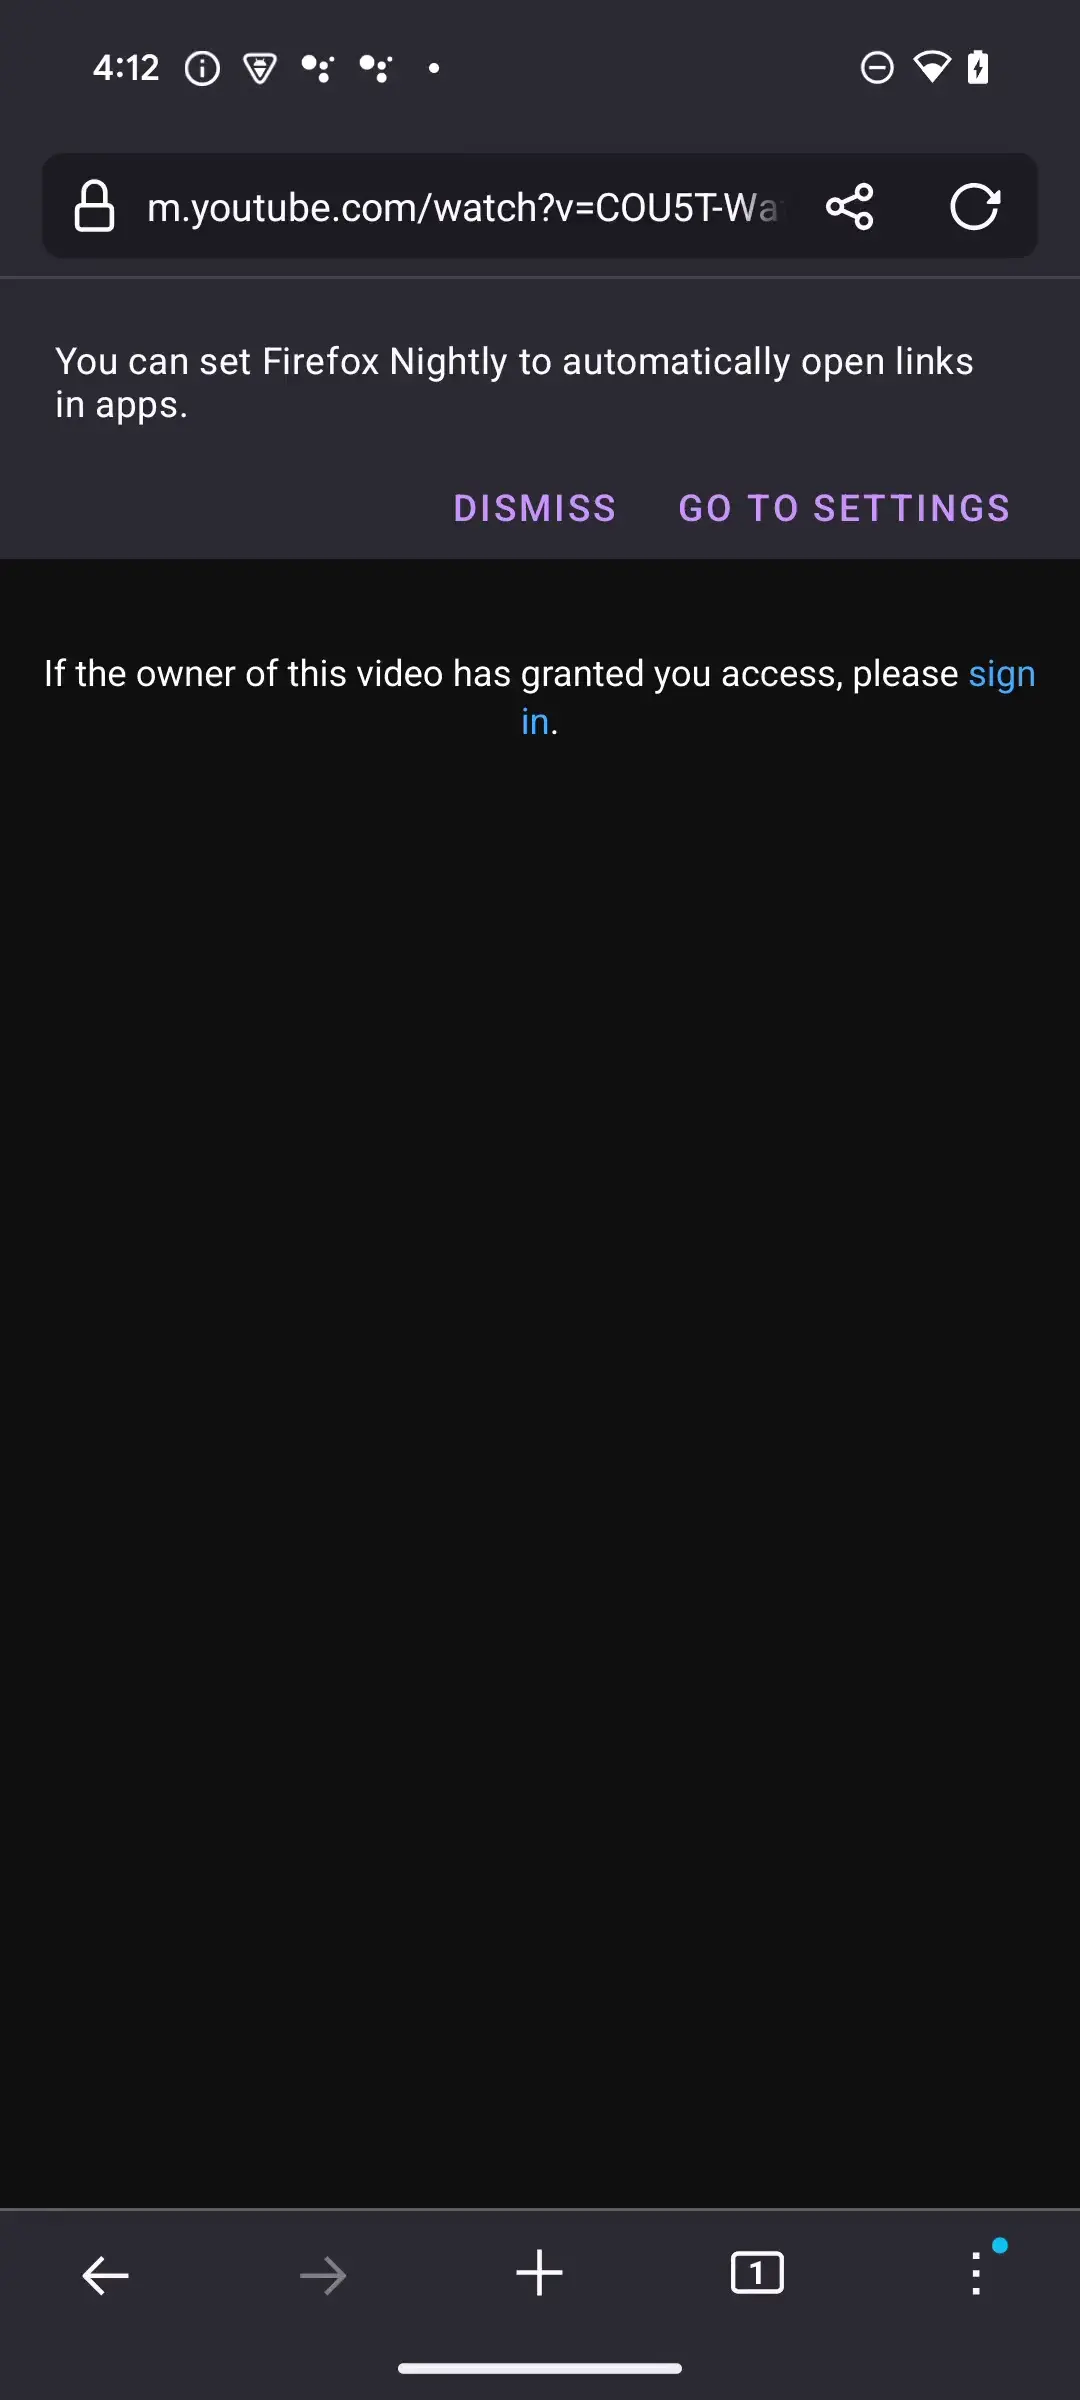 4:12
m.youtube.com/watch?v=COU5T-Wa
You can set Firefox Nightly to automatically open links
in apps.
DISMISS GO TO SETTINGS
If the owner of this video has granted you access, please sign
in.
1